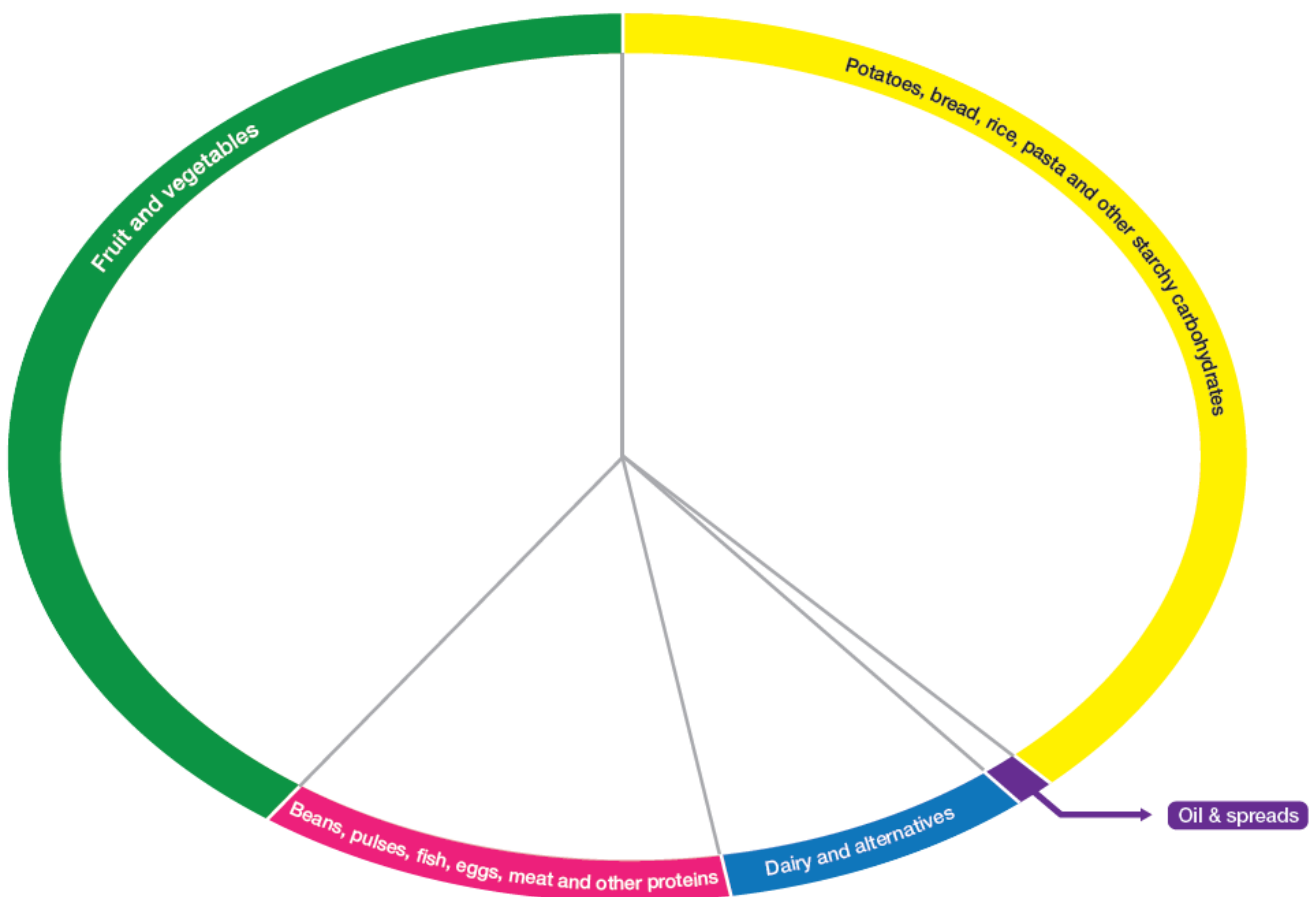 Fruit and vegetables
Potatoes, bread, rice, pasta and other starchy carbohydrates
Beans, pulses, fish, eggs, meat and other proteins
Dairy and alternatives
Oil & spreads